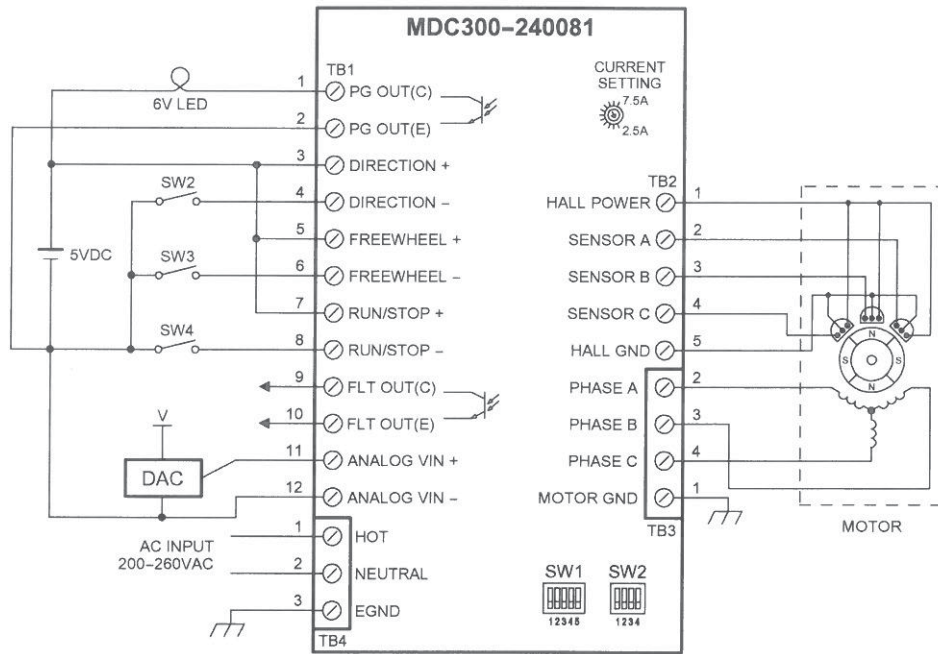 MDC300-240081
TB1
1 PG OUT(C)
6V LED
2 PG OUT(E)
3 DIRECTION +
SW2
4 DIRECTION –
5 FREEWHEEL +
5VDC
SW3
6 FREEWHEEL –
7 RUN/STOP +
SW4
8 RUN/STOP –
9 FLT OUT(C)
10 FLT OUT(E)
V
DAC
11 ANALOG VIN +
12 ANALOG VIN –
AC INPUT
200–260VAC
1 HOT
2 NEUTRAL
3 EGND
TB4
CURRENT
SETTING
7.5A
2.5A
TB2
HALL POWER 1
SENSOR A 2
SENSOR B 3
SENSOR C 4
HALL GND 5
PHASE A 2
PHASE B 3
PHASE C 4
MOTOR GND 1
TB3
N
S S
N
MOTOR
SW1 SW2
12345 1234